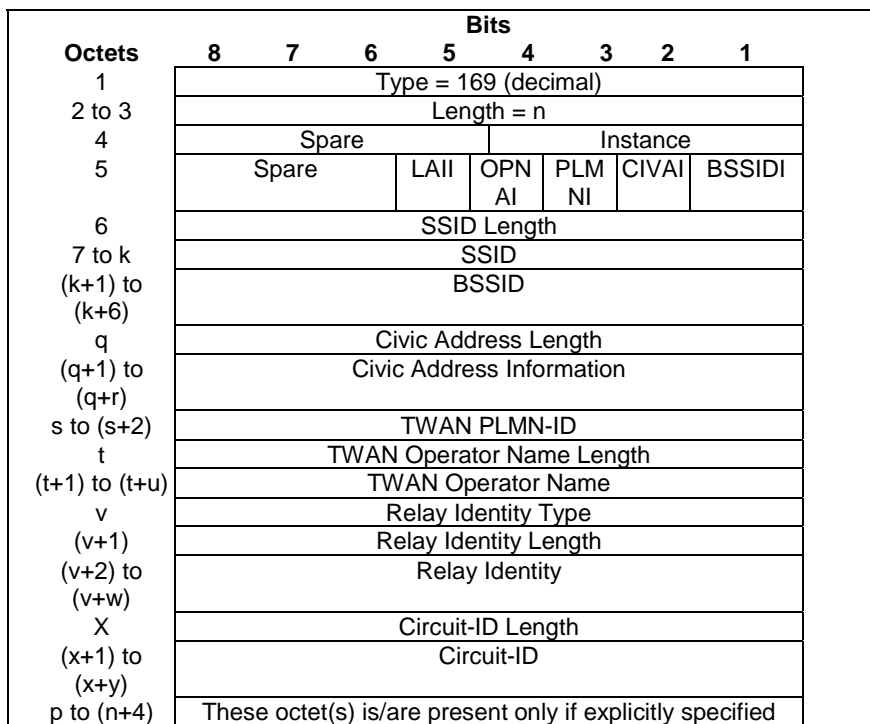 Bits
Octets 8 7 6 5 4 3 2 1
1 Type = 169 (decimal)
2 to 3 Length = n
4 Spare Instance
5 Spare LAII OPN PLM CIVAI BSSIDI
AI NI
6 SSID Length
7 to k SSID
(k+1) to BSSID
(k+6)
q Civic Address Length
(q+1) to Civic Address Information
(q+r)
s to (s+2) TWAN PLMN-ID
t TWAN Operator Name Length
(t+1) to (t+u) TWAN Operator Name
v Relay Identity Type
(v+1) Relay Identity Length
(v+2) to Relay Identity
(v+w)
X Circuit-ID Length
(x+1) to Circuit-ID
(x+y)
p to (n+4) These octet(s) is/are present only if explicitly specified